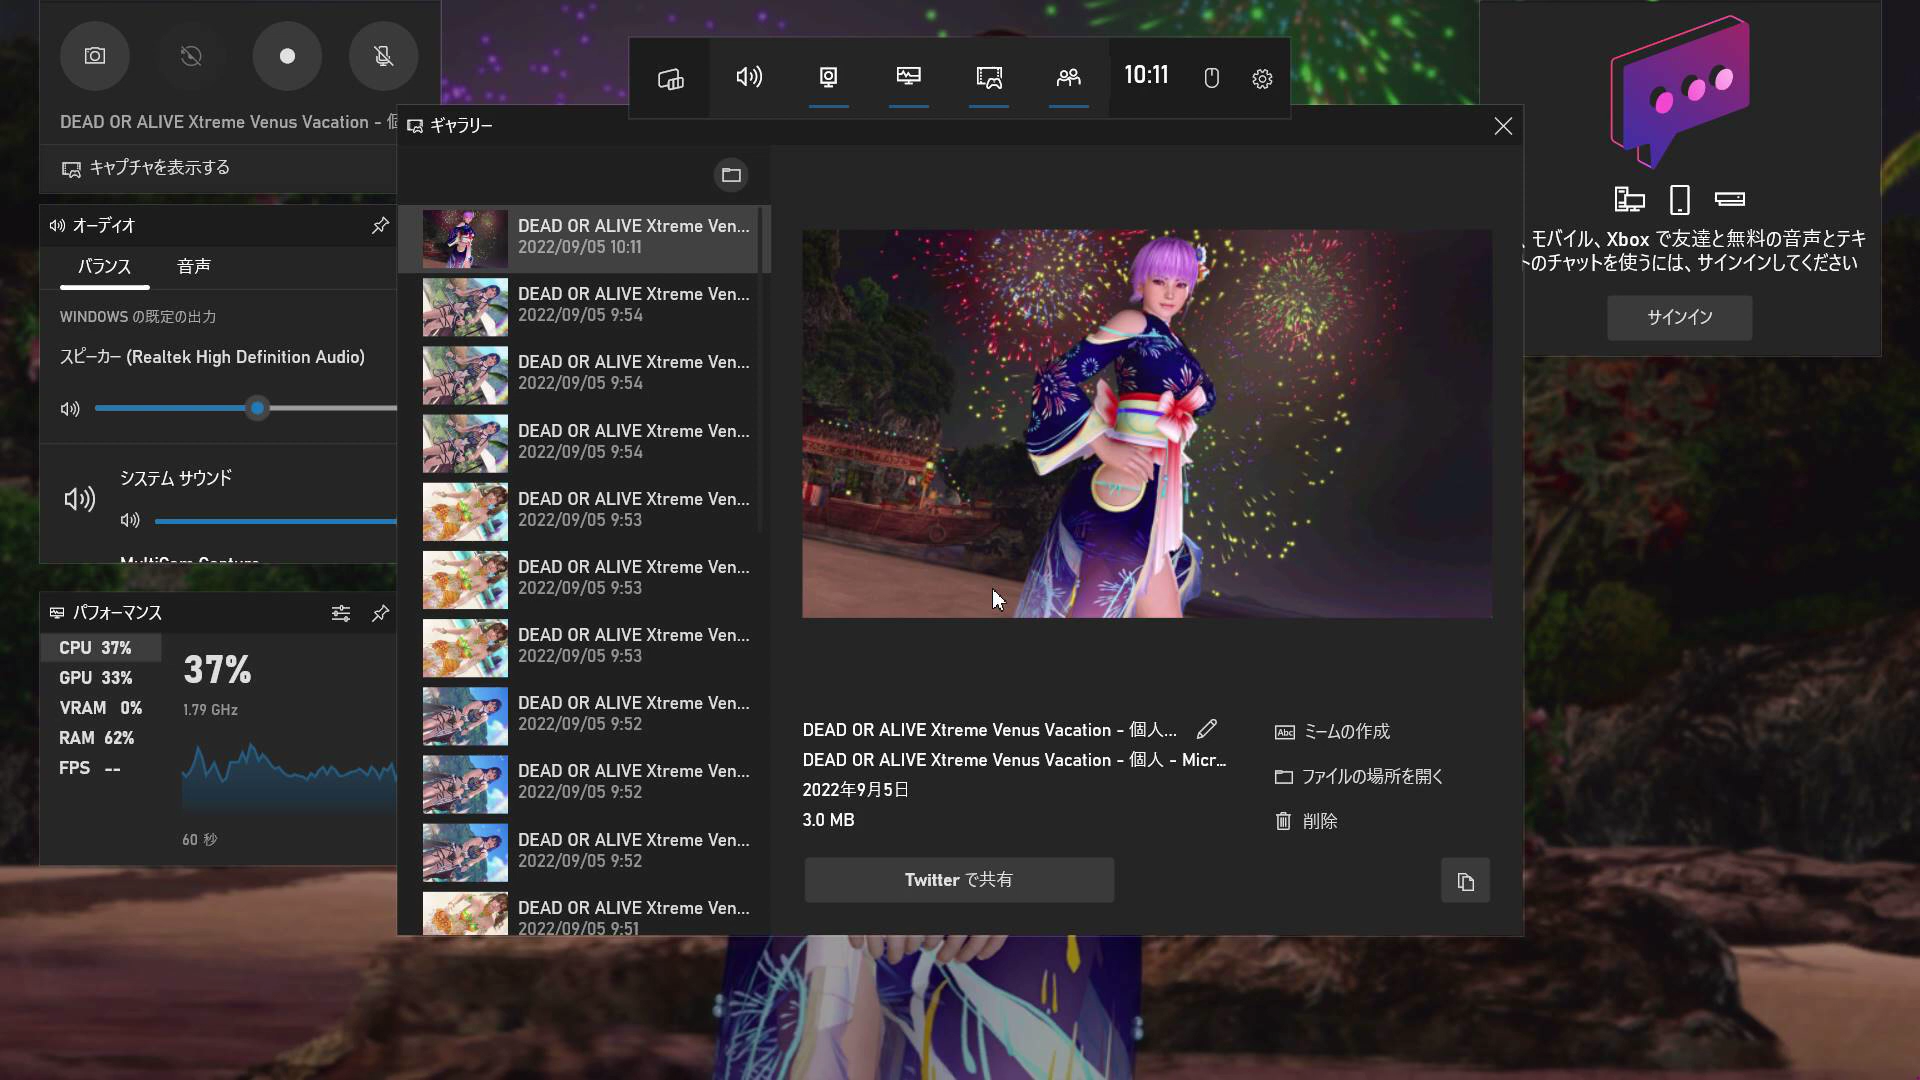 DEAD OR ALIVE Xtreme Venus Vacation - 個
キャプチャを表示する
オーディオ
バランス 音声
WINDOWS の既定の出力
スピーカー (Realtek High Definition Audio)
システム サウンド
MultiCam Capture
パフォーマンス
CPU 37%
GPU 33%
VRAM 0%
RAM 62%
FPS --
37%
1.79 GHz
60 秒
10:11
ギャラリー
DEAD OR ALIVE Xtreme Ven...
2022/09/05 10:11
DEAD OR ALIVE Xtreme Ven...
2022/09/05 9:54
DEAD OR ALIVE Xtreme Ven...
2022/09/05 9:54
DEAD OR ALIVE Xtreme Ven...
2022/09/05 9:54
DEAD OR ALIVE Xtreme Ven...
2022/09/05 9:53
DEAD OR ALIVE Xtreme Ven...
2022/09/05 9:53
DEAD OR ALIVE Xtreme Ven...
2022/09/05 9:53
DEAD OR ALIVE Xtreme Ven...
2022/09/05 9:52
DEAD OR ALIVE Xtreme Ven...
2022/09/05 9:52
DEAD OR ALIVE Xtreme Ven...
2022/09/05 9:52
DEAD OR ALIVE Xtreme Ven...
2022/09/05 9:51
DEAD OR ALIVE Xtreme Venus Vacation - 個人...
DEAD OR ALIVE Xtreme Venus Vacation - 個人 - Micr...
2022年9月5日
3.0 MB
Abc ミームの作成
ファイルの場所を開く
削除
Twitter で共有
、モバイル、Xbox で友達と無料の音声とテキ
トのチャットを使うには、サインインしてください
サインイン